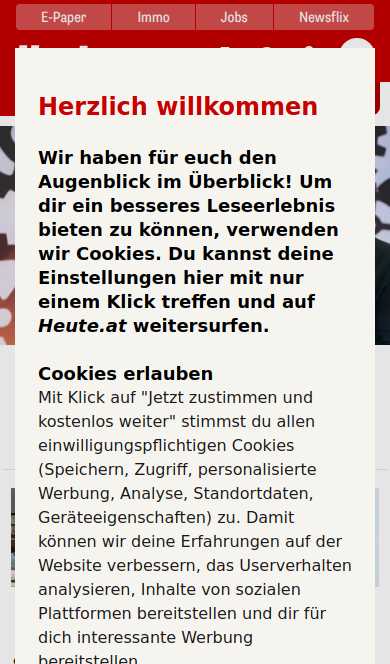 E-Paper
Immo
Jobs
Newsflix
Herzlich willkommen
Wir haben für euch den
Augenblick im Überblick! Um
dir ein besseres Leseerlebnis
bieten zu können, verwenden
wir Cookies. Du kannst deine
Einstellungen hier mit nur
einem Klick treffen und auf
Heute.at weitersurfen.
Cookies erlauben
Mit Klick auf "Jetzt zustimmen und
kostenlos weiter" stimmst du allen
einwilligungspflichtigen Cookies
(Speichern, Zugriff, personalisierte
Werbung, Analyse, Standortdaten,
Geräteeigenschaften) zu. Damit
können wir deine Erfahrungen auf der
Website verbessern, das Userverhalten
analysieren, Inhalte von sozialen
Plattformen bereitstellen und dir für
dich interessante Werbung
bereitstellen